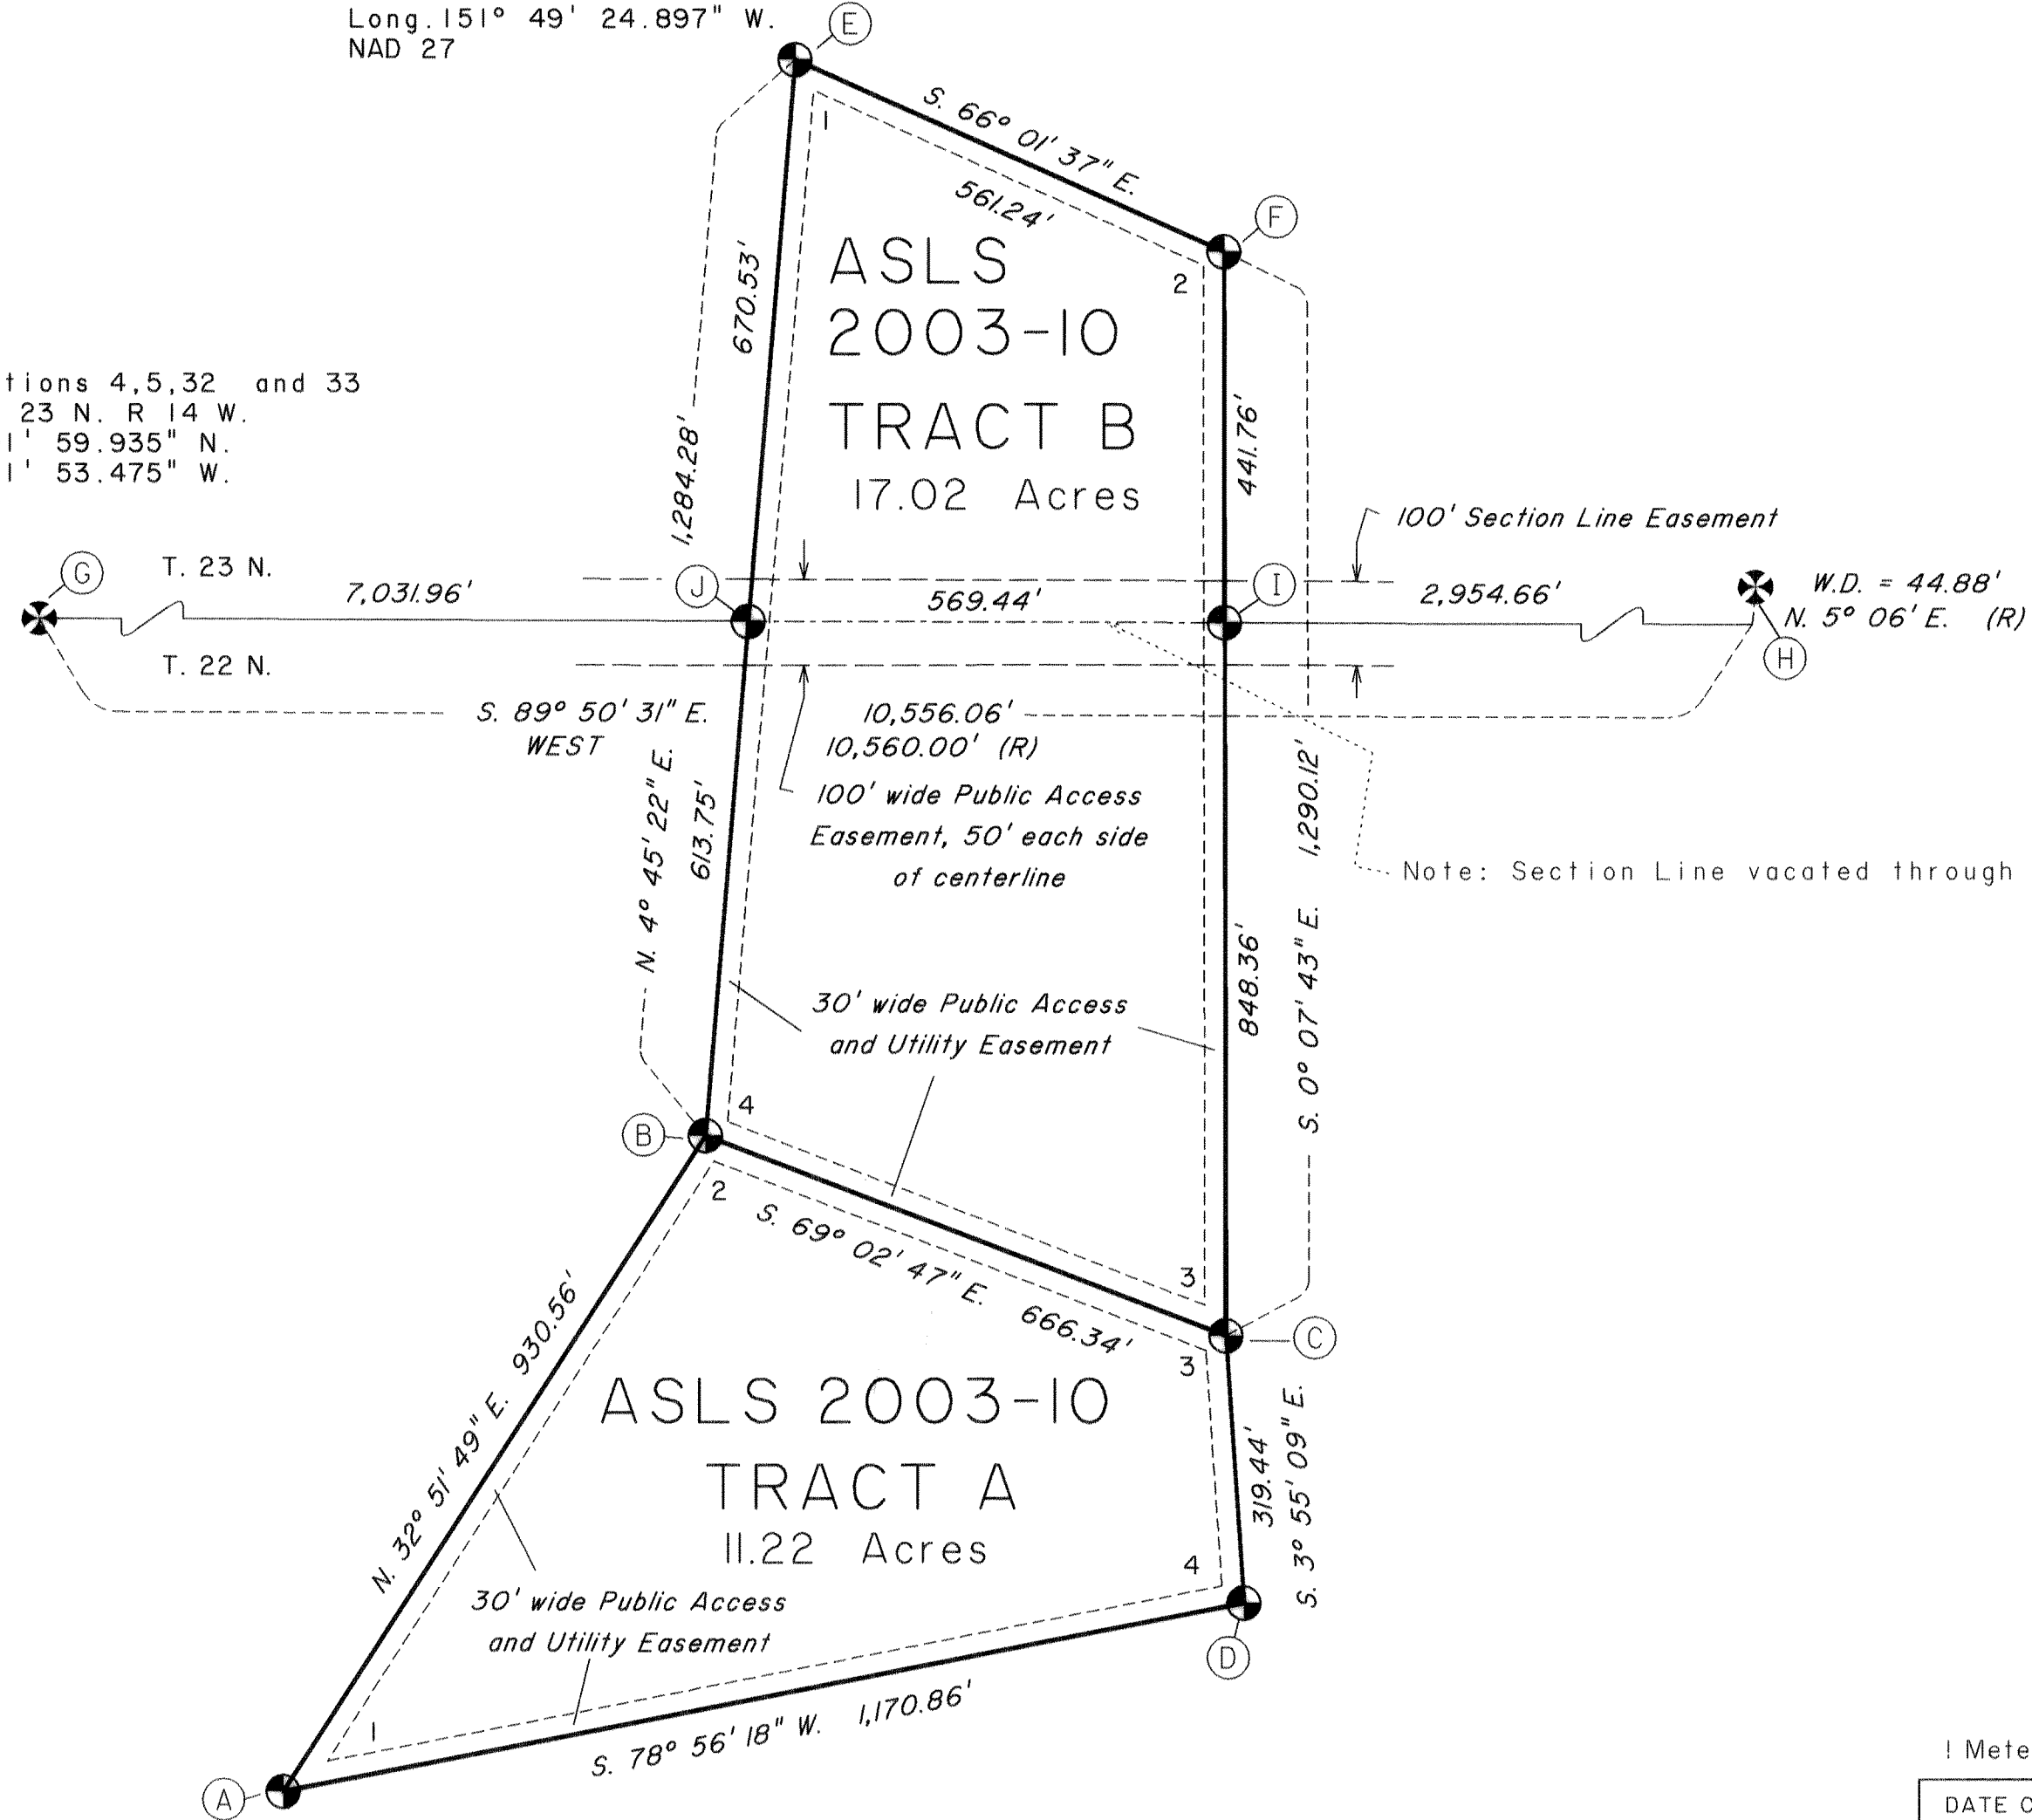 Long. 151° 49' 24.897" W.
NAD 27
E
S. 66° 01' 37" E.
561.24'
F
1
2
670.53'
1,284.28'
ASLS
2003-10
TRACT B
17.02 Acres
441.76'
tions 4,5,32 and 33
23 N. R 14 W.
1' 59.935" N.
1' 53.475" W.
100' Section Line Easement
G
T. 23 N.
7,031.96'
J
569.44'
I
2,954.66'
W.D. = 44.88'
N. 5° 06' E. (R)
H
T. 22 N.
S. 89° 50' 31" E.
WEST
10,556.06'
10,560.00' (R)
100' wide Public Access
Easement, 50' each side
of centerline
N. 4° 45' 22" E.
613.75'
1,290.12'
S. 0° 07' 43" E.
848.36'
Note: Section Line vacated through
30' wide Public Access
and Utility Easement
4
B
2
S. 69° 02' 47" E. 666.34'
3
C
3
N. 32° 51' 49" E. 930.56'
ASLS 2003-10
TRACT A
11.22 Acres
319.44'
S. 3° 55' 09" E.
4
30' wide Public Access
and Utility Easement
D
1
S. 78° 56' 18" W. 1,170.86'
A
1 Mete
DATE O